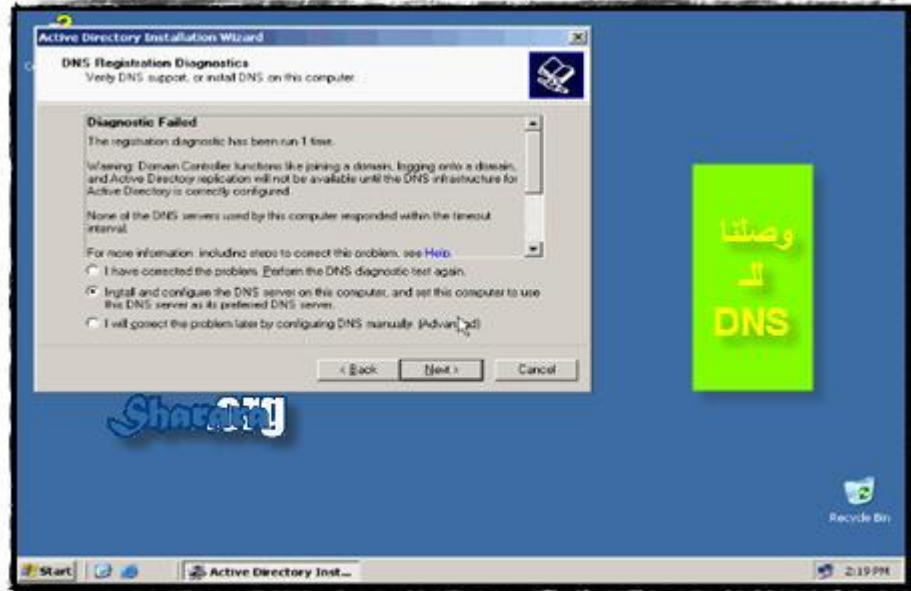 Active Directory Installation Wizard
DNS Registration Diagnostics
Verify DNS support, or install DNS on this computer.
Diagnostic Failed
The registration diagnostic has been run 1 time.
Warning: Domain Controller functions like joining a domain, logging onto a domain,
and Active Directory replication will not be available until the DNS infrastructure for
Active Directory is correctly configured.
None of the DNS servers used by this computer responded within the timeout
interval.
For more information, including steps to correct this problem, see Help.
I have corrected the problem. Perform the DNS diagnostic test again.
Install and configure the DNS server on this computer, and set this computer to use
this DNS server as its preferred DNS server.
I will correct the problem later by configuring DNS manually. (Advanced)
< Back
Next >
Cancel
وصلنا
للـ
DNS
Sharara.org
Recycle Bin
Start
Active Directory Inst...
2:19 PM